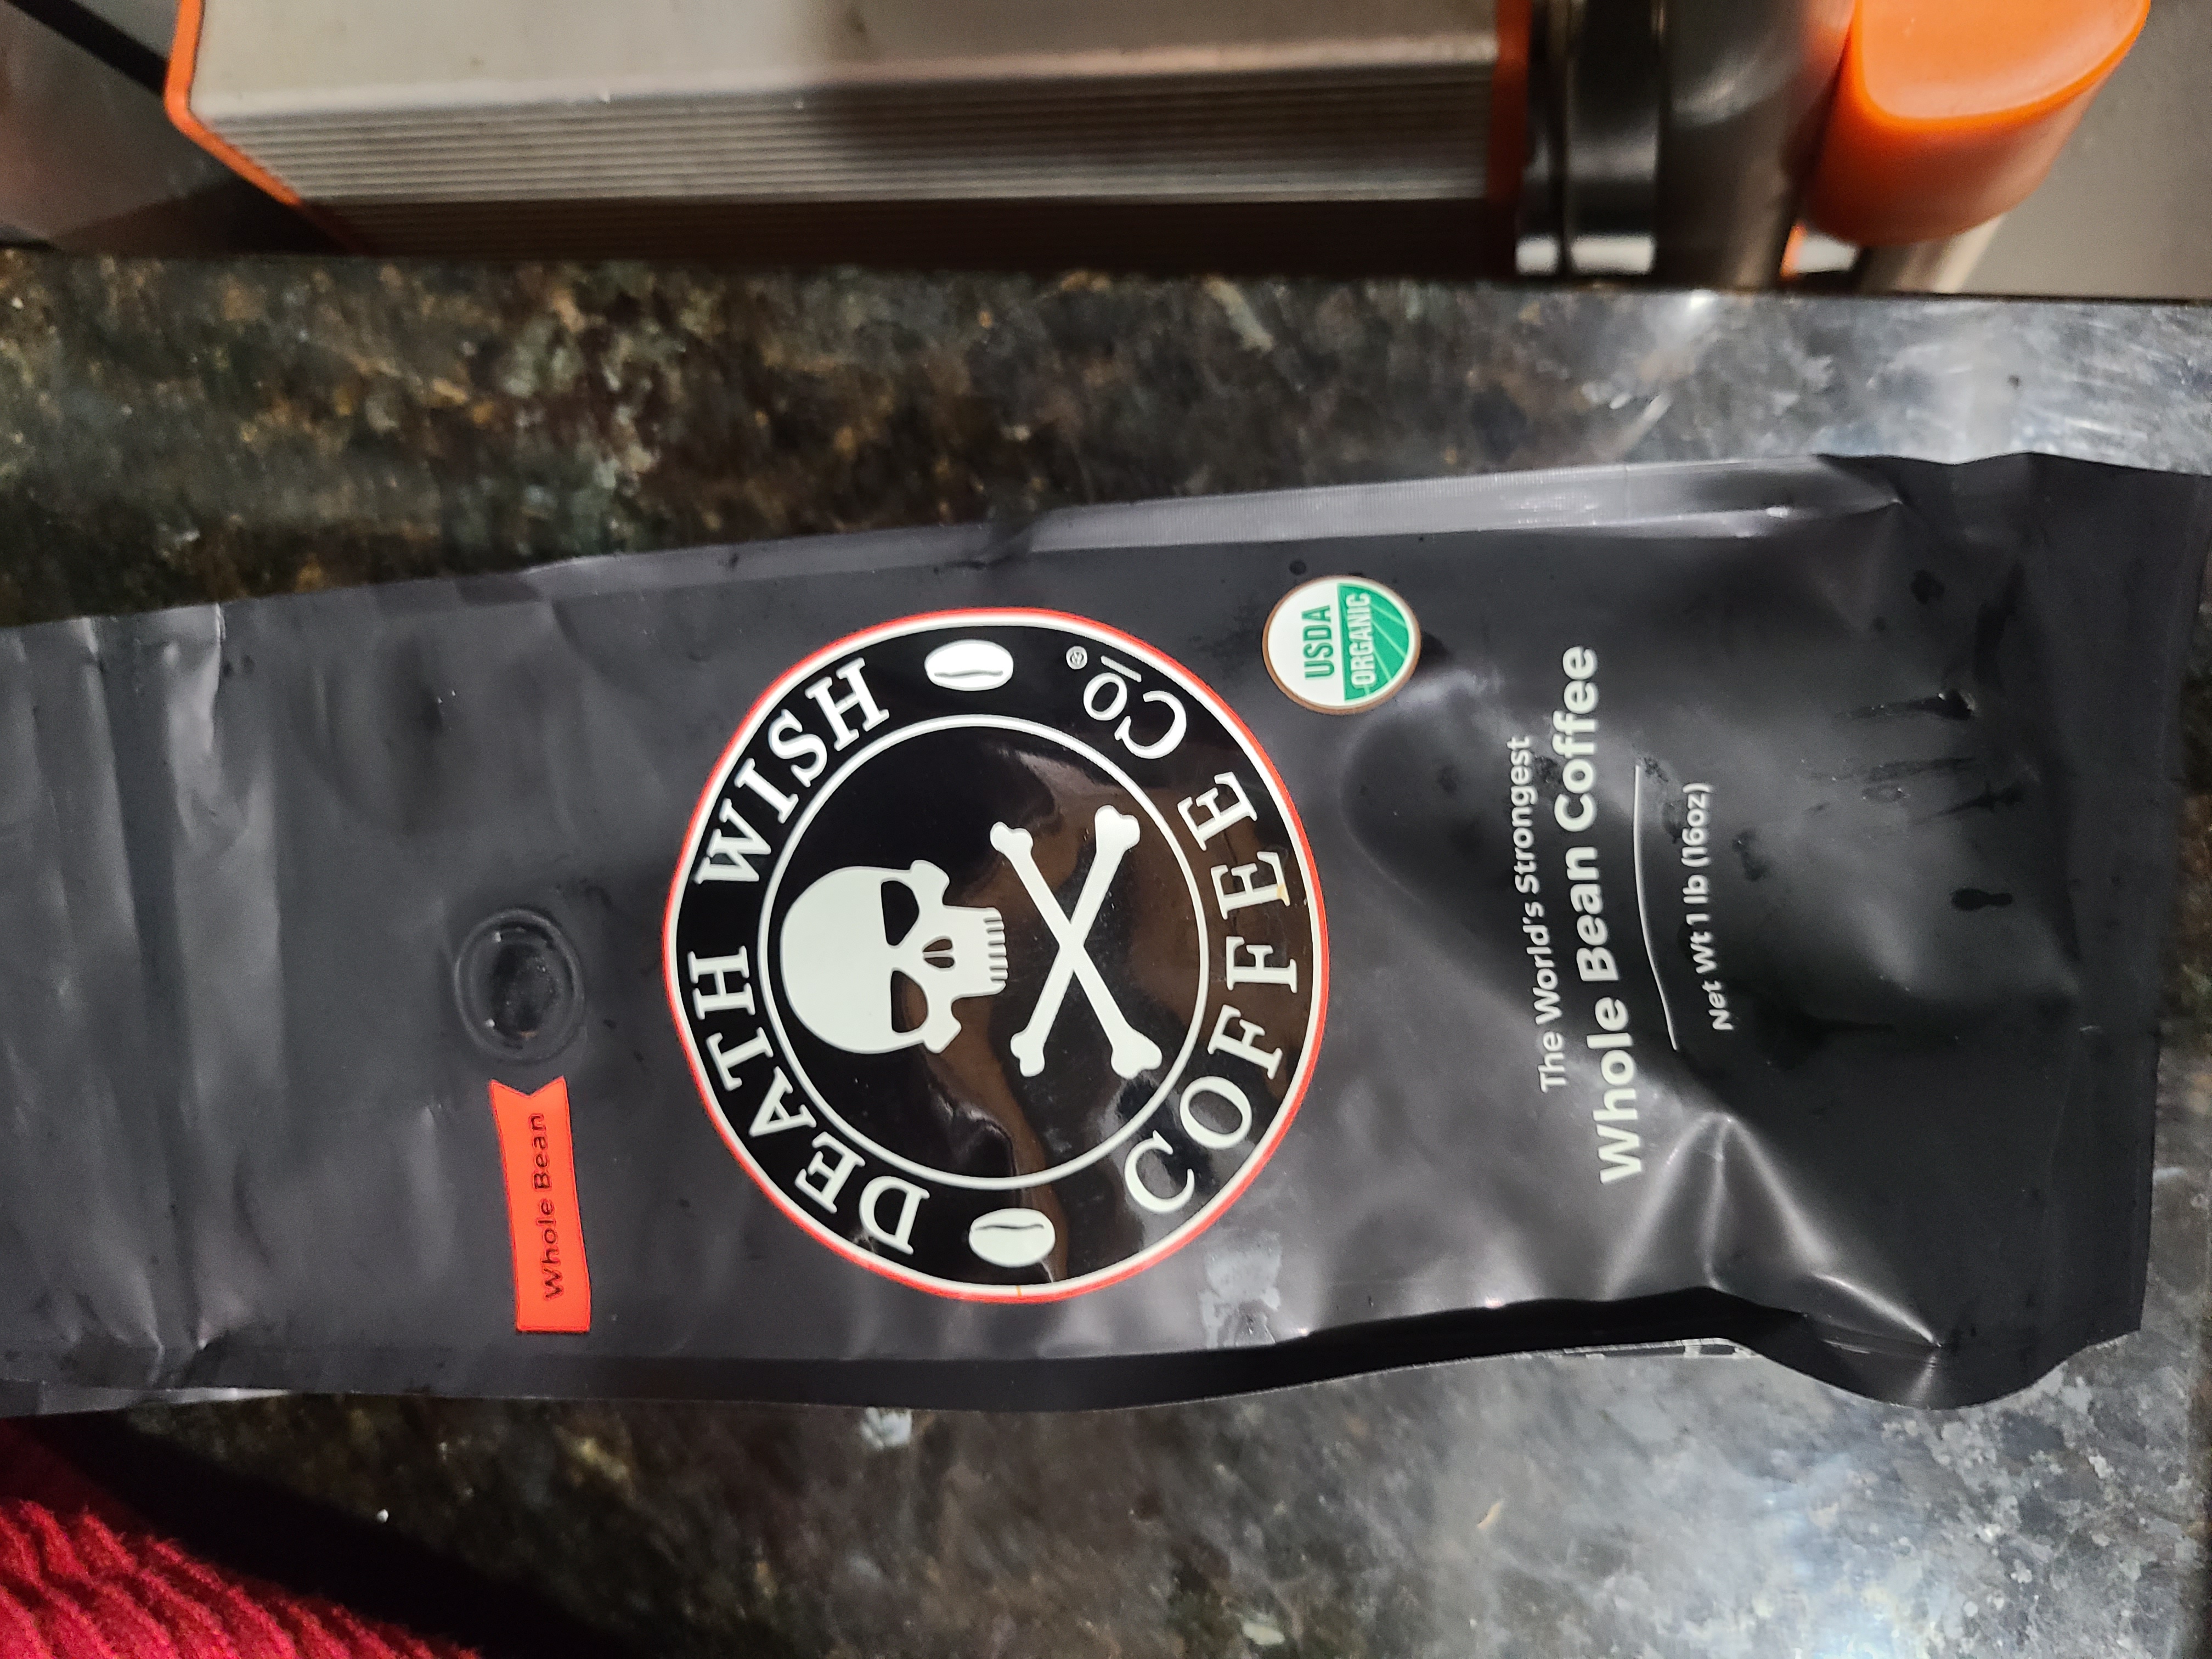 Whole Bean
DEATH WISH
COFFEE Co
®
USDA
ORGANIC
The World's Strongest
Whole Bean Coffee
Net Wt 1 lb (16oz)